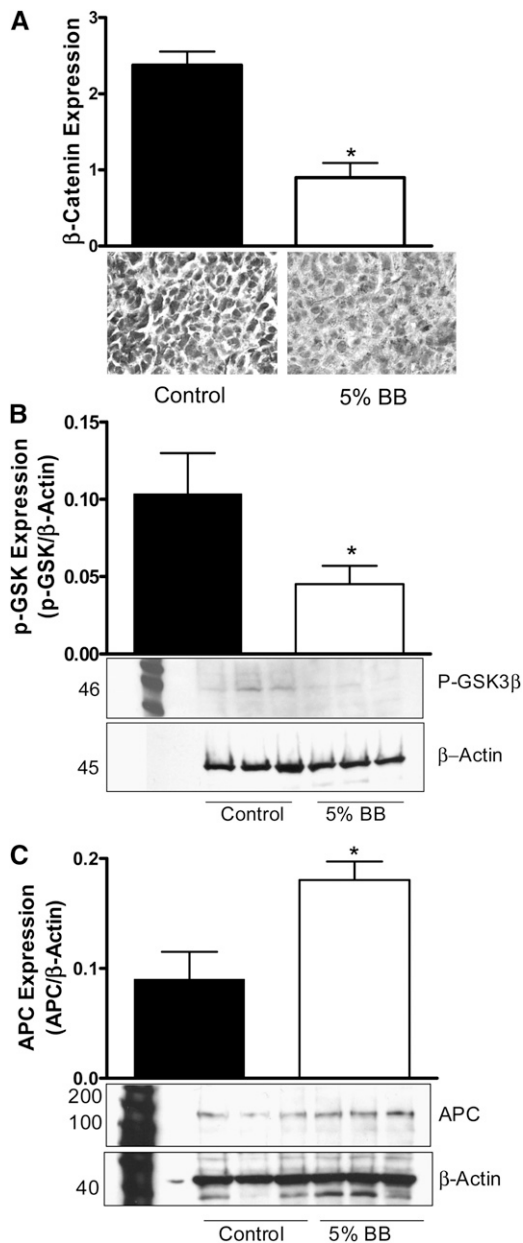 A
β-Catenin Expression
3
2
1
0
*
Control 5% BB
B
p-GSK Expression
(p-GSK/β-Actin)
0.15
0.10
0.05
0.00
*
46 P-GSK3β
45 β–Actin
Control 5% BB
C
APC Expression
(APC/β-Actin)
0.2
0.1
0.0
*
200
100 APC
40 β-Actin
Control 5% BB